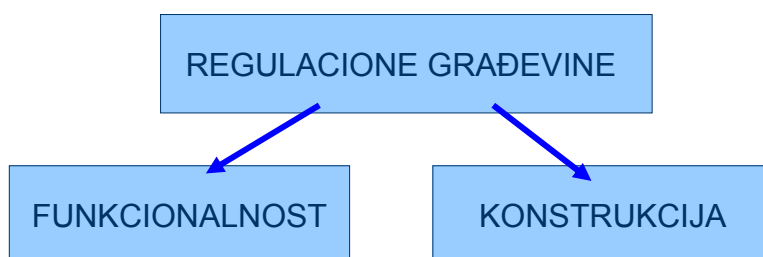 REGULACIONE GRAĐEVINE
FUNKCIONALNOST
KONSTRUKCIJA